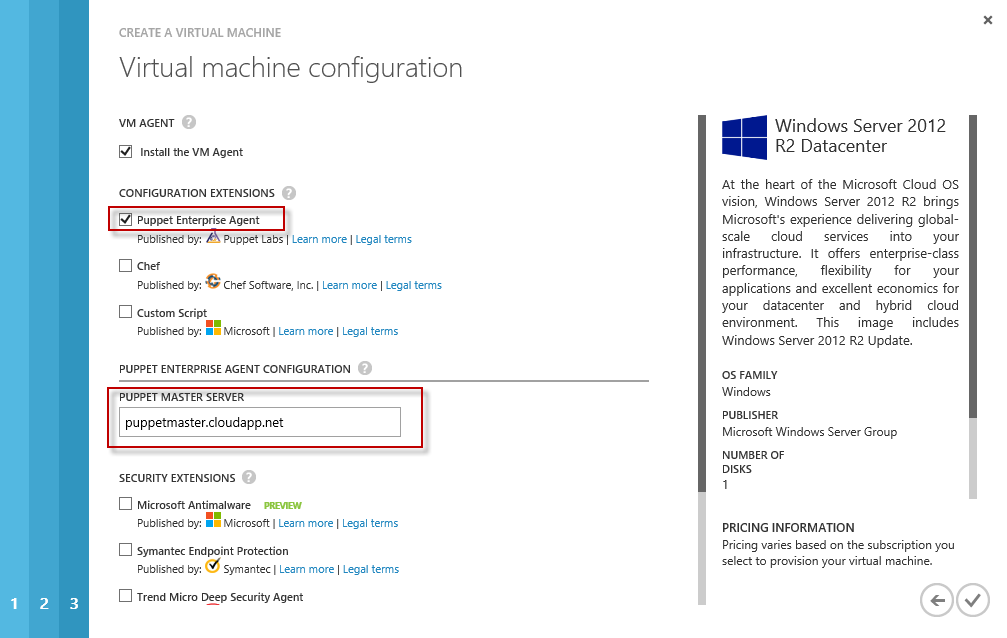 CREATE A VIRTUAL MACHINE
Virtual machine configuration
VM AGENT ?
Install the VM Agent
CONFIGURATION EXTENSIONS ?
Puppet Enterprise Agent
Published by: Puppet Labs | Learn more | Legal terms
Chef
Published by: Chef Software, Inc. | Learn more | Legal terms
Custom Script
Published by: Microsoft | Learn more | Legal terms
PUPPET ENTERPRISE AGENT CONFIGURATION ?
PUPPET MASTER SERVER
puppetmaster.cloudapp.net
SECURITY EXTENSIONS ?
Microsoft Antimalware PREVIEW
Published by: Microsoft | Learn more | Legal terms
Symantec Endpoint Protection
Published by: Symantec | Learn more | Legal terms
Trend Micro Deep Security Agent
1 2 3
Windows Server 2012
R2 Datacenter
At the heart of the Microsoft Cloud OS
vision, Windows Server 2012 R2 brings
Microsoft's experience delivering global-
scale cloud services into your
infrastructure. It offers enterprise-class
performance, flexibility for your
applications and excellent economics for
your datacenter and hybrid cloud
environment. This image includes
Windows Server 2012 R2 Update.
OS FAMILY
Windows
PUBLISHER
Microsoft Windows Server Group
NUMBER OF
DISKS
1
PRICING INFORMATION
Pricing varies based on the subscription you
select to provision your virtual machine.